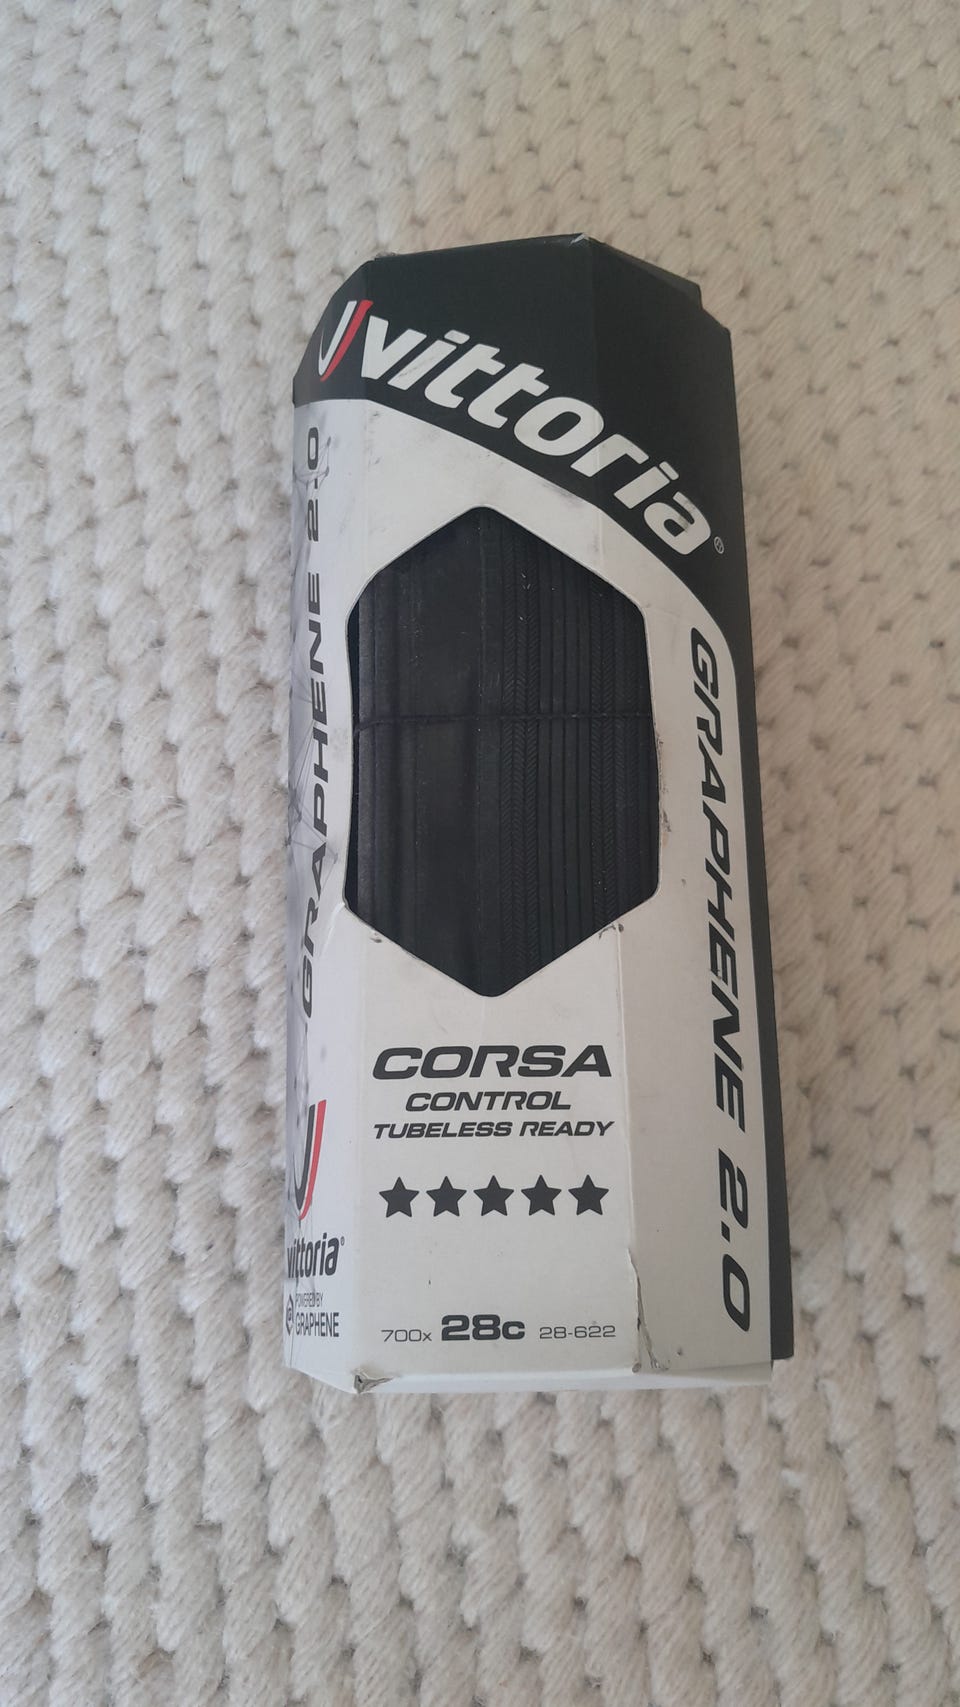 vittoria®
GRAPHENE 2.0
GRAPHENE 2.0
CORSA
CONTROL
TUBELESS READY
700x 28c 28-622
vittoria®
POWERED BY
GRAPHENE